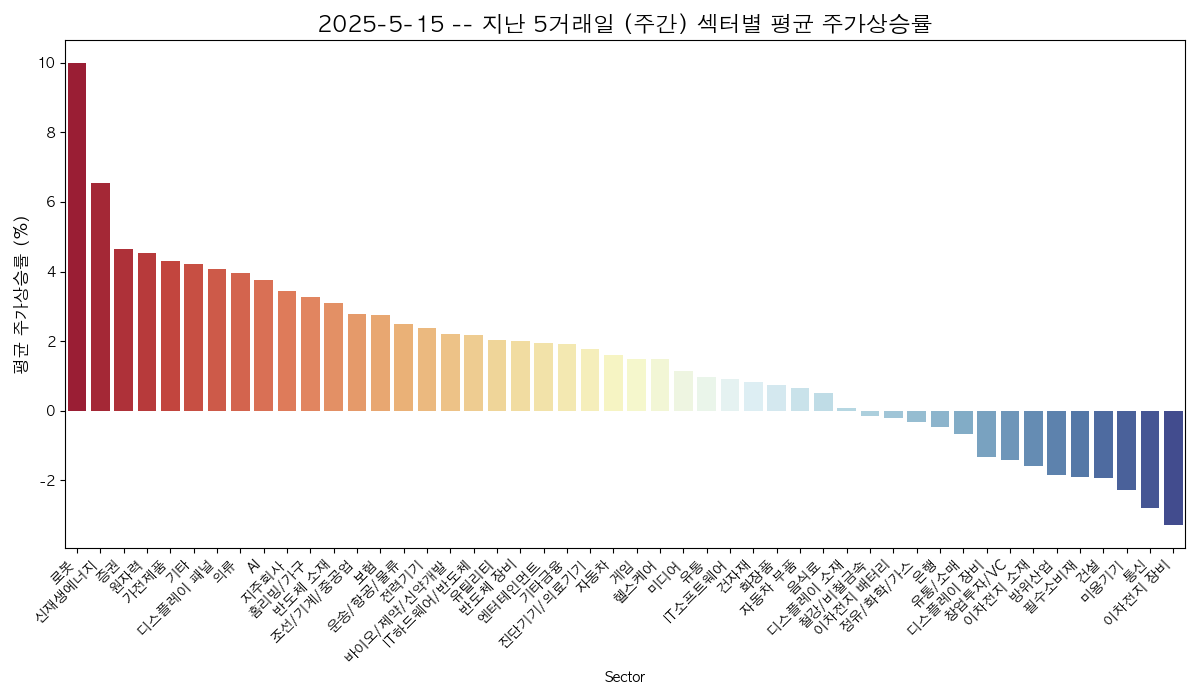 2025-5-15 -- 지난 5거래일 (주간) 섹터별 평균 주가상승률
평균 주가상승률 (%)
10
8
6
4
2
0
-2
로봇
신재생에너지
증권
원자력
가전제품
기타
디스플레이 패널
의류
AI
지주회사
홈리빙/가구
반도체 소재
조선/기계/중공업
보험
운송/항공/물류
전력기기
바이오/제약/신약개발
IT하드웨어/반도체
유틸리티
반도체 장비
엔터테인먼트
기타금융
진단기기/의료기기
자동차
게임
헬스케어
미디어
유통
IT소프트웨어
건자재
화장품
자동차 부품
음식료
디스플레이 소재
철강/비철금속
이차전지 배터리
정유/화학/가스
은행
유통/소매
디스플레이 장비
창업투자/VC
이차전지 소재
방위산업
필수소비재
건설
미용기기
통신
이차전지 장비
Sector